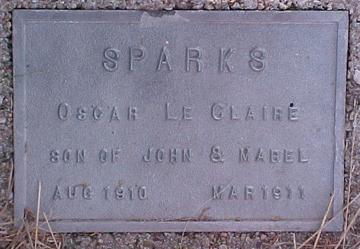 SPARKS
OSCAR LE CLAIRE
SON OF JOHN & MABEL
AUG 1910 MAR 1911